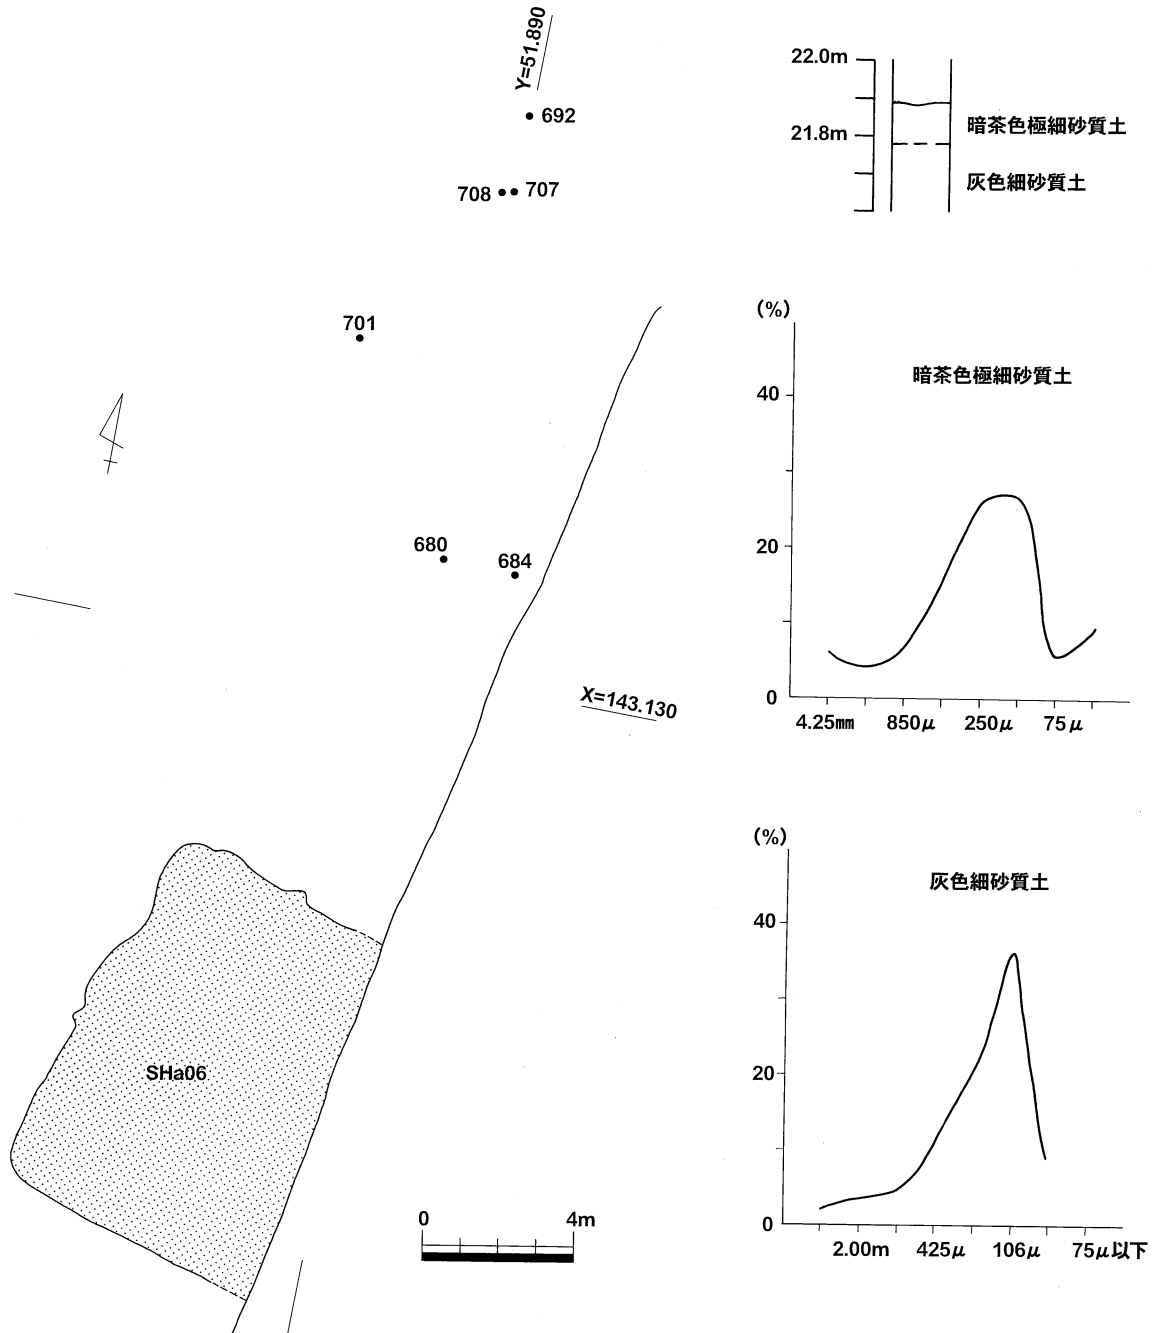 Y=51.890
692
708
707
701
680
684
X=143.130
SHa06
0
4m
22.0m
21.8m
暗茶色極細砂質土
灰色細砂質土
(%)
暗茶色極細砂質土
40
20
0
4.25㎜
850μ
250μ
75μ
(%)
灰色細砂質土
40
20
0
2.00m
425μ
106μ
75μ以下